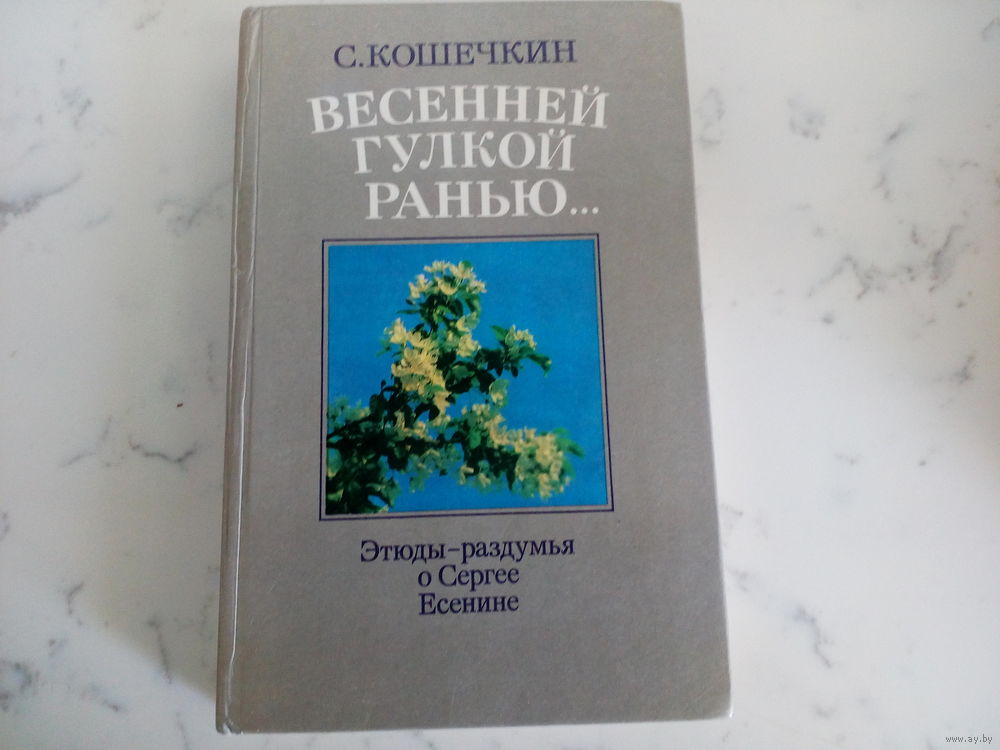 С.КОШЕЧКИН
ВЕСЕННЕЙ
ГУЛКОЙ
РАНЬЮ...
Этюды-раздумья
о Сергее
Есенине
www.ay.by